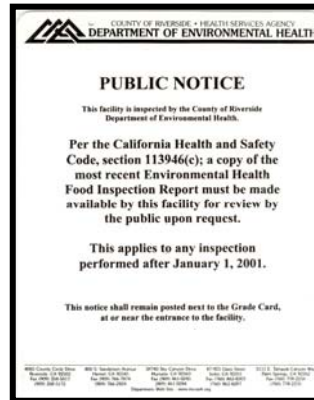 COUNTY OF RIVERSIDE • HEALTH SERVICES AGENCY
DEPARTMENT OF ENVIRONMENTAL HEALTH
PUBLIC NOTICE
This facility is inspected by the County of Riverside
Department of Environmental Health.
Per the California Health and Safety
Code, section 113946(c); a copy of the
most recent Environmental Health
Food Inspection Report must be made
available by this facility for review by
the public upon request.
This applies to any inspection
performed after January 1, 2001.
This notice shall remain posted next to the Grade Card,
at or near the entrance to the facility.